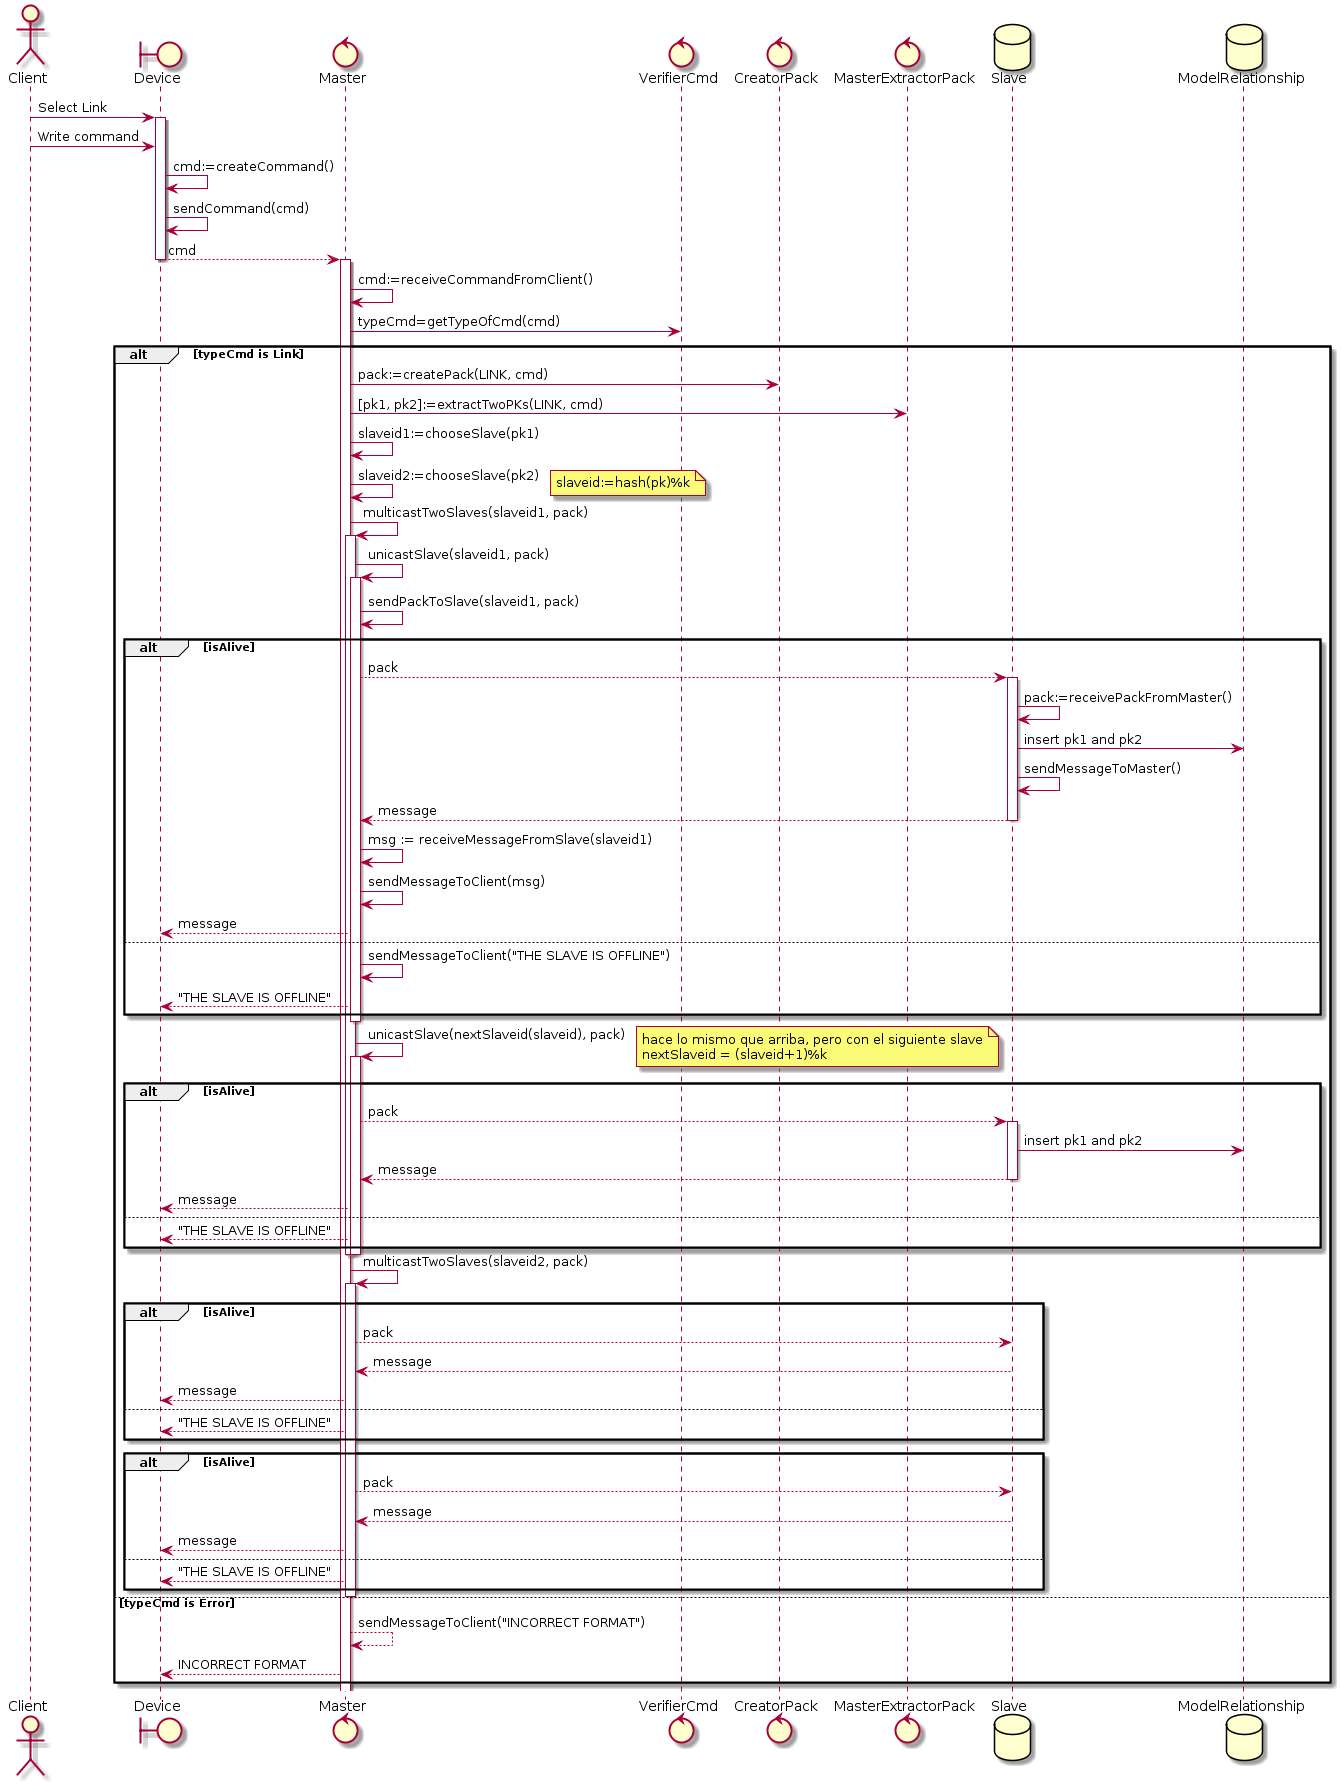 Client
Device
Master
VerifierCmd
CreatorPack
MasterExtractorPack
Slave
ModelRelationship
Select Link
Write command
cmd:=createCommand()
sendCommand(cmd)
cmd
cmd:=receiveCommandFromClient()
typeCmd=getTypeOfCmd(cmd)
alt [typeCmd is Link]
pack:=createPack(LINK, cmd)
[pk1, pk2]:=extractTwoPKs(LINK, cmd)
slaveid1:=chooseSlave(pk1)
slaveid2:=chooseSlave(pk2)
slaveid:=hash(pk)%k
multicastTwoSlaves(slaveid1, pack)
unicastSlave(slaveid1, pack)
sendPackToSlave(slaveid1, pack)
alt [isAlive]
pack
pack:=receivePackFromMaster()
insert pk1 and pk2
sendMessageToMaster()
message
msg := receiveMessageFromSlave(slaveid1)
sendMessageToClient(msg)
message
sendMessageToClient("THE SLAVE IS OFFLINE")
"THE SLAVE IS OFFLINE"
unicastSlave(nextSlaveid(slaveid), pack)
hace lo mismo que arriba, pero con el siguiente slave
nextSlaveid = (slaveid+1)%k
alt [isAlive]
pack
insert pk1 and pk2
message
message
"THE SLAVE IS OFFLINE"
multicastTwoSlaves(slaveid2, pack)
alt [isAlive]
pack
message
message
"THE SLAVE IS OFFLINE"
alt [isAlive]
pack
message
message
"THE SLAVE IS OFFLINE"
[typeCmd is Error]
sendMessageToClient("INCORRECT FORMAT")
INCORRECT FORMAT
Client
Device
Master
VerifierCmd
CreatorPack
MasterExtractorPack
Slave
ModelRelationship